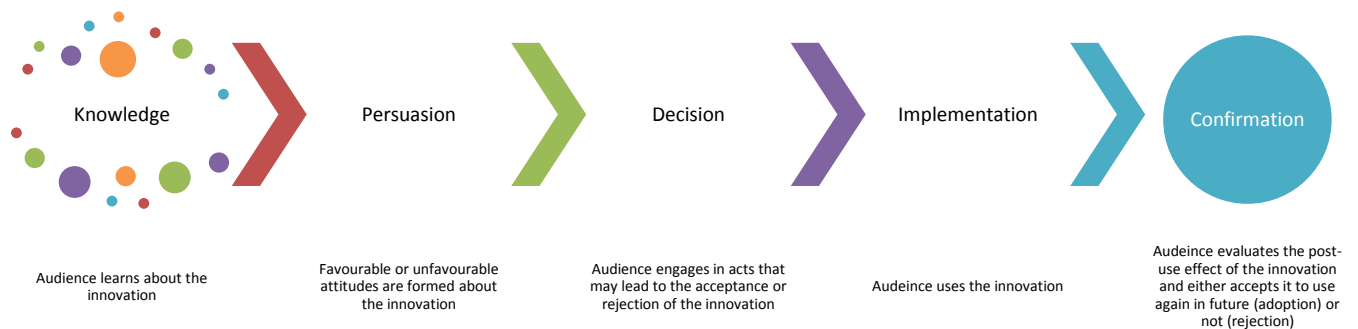 Knowledge
Persuasion
Decision
Implementation
Confirmation
Audience learns about the
innovation
Favourable or unfavourable
attitudes are formed about
the innovation
Audience engages in acts that
may lead to the acceptance or
rejection of the innovation
Audeince uses the innovation
Audeince evaluates the post-
use effect of the innovation
and either accepts it to use
again in future (adoption) or
not (rejection)